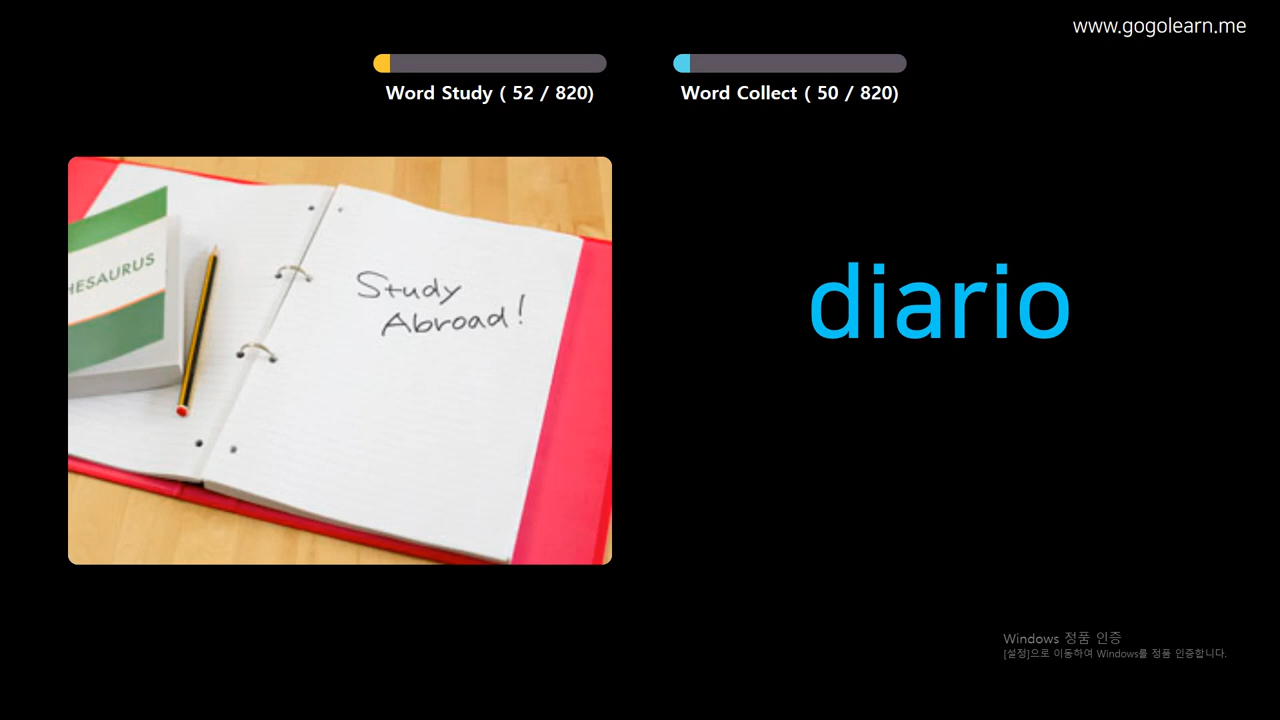 www.gogolearn.me
Word Study ( 52 / 820)
Word Collect ( 50 / 820)
HESAURUS
Study
Abroad!
diario
Windows 정품 인증
[설정]으로 이동하여 Windows를 정품 인증합니다.